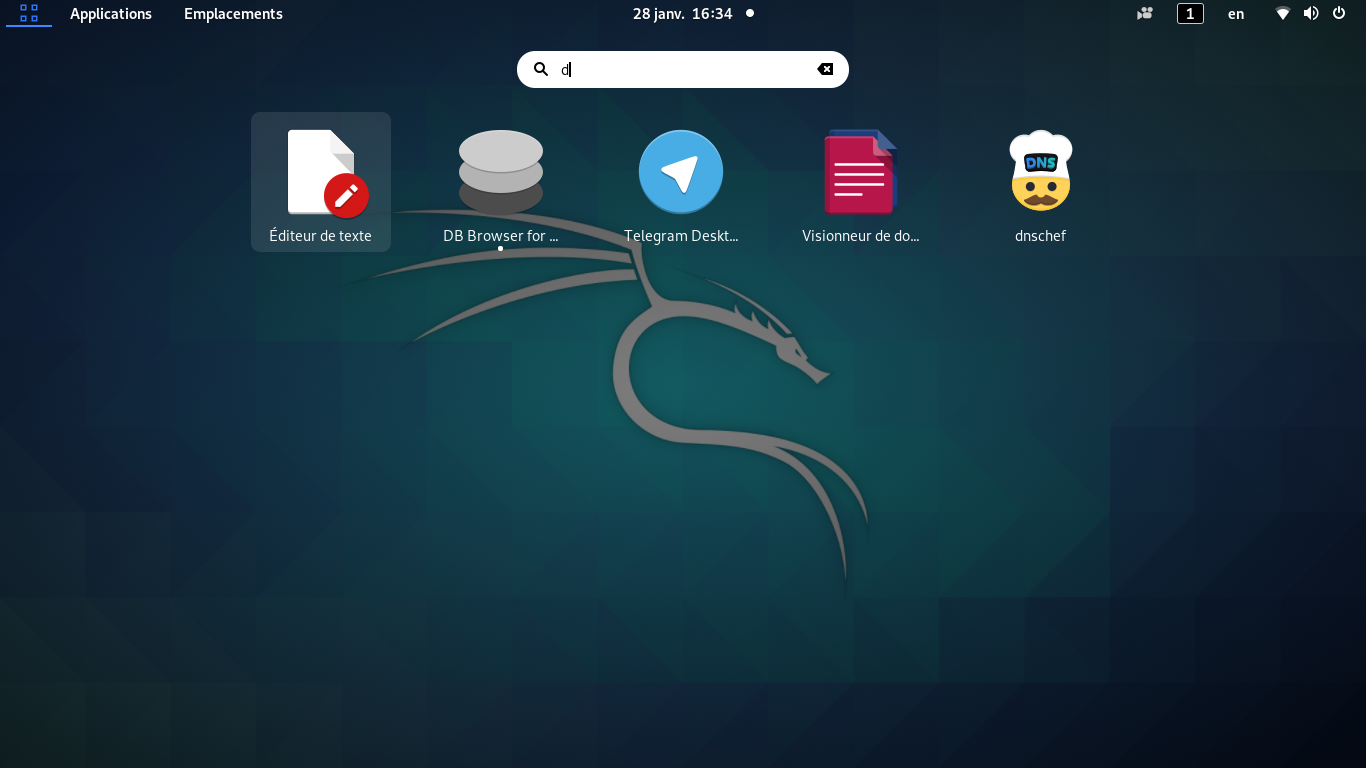 Applications Emplacements 28 janv. 16:34 1 en
d
DNS
Éditeur de texte DB Browser for ... Telegram Deskt... Visionneur de do... dnschef